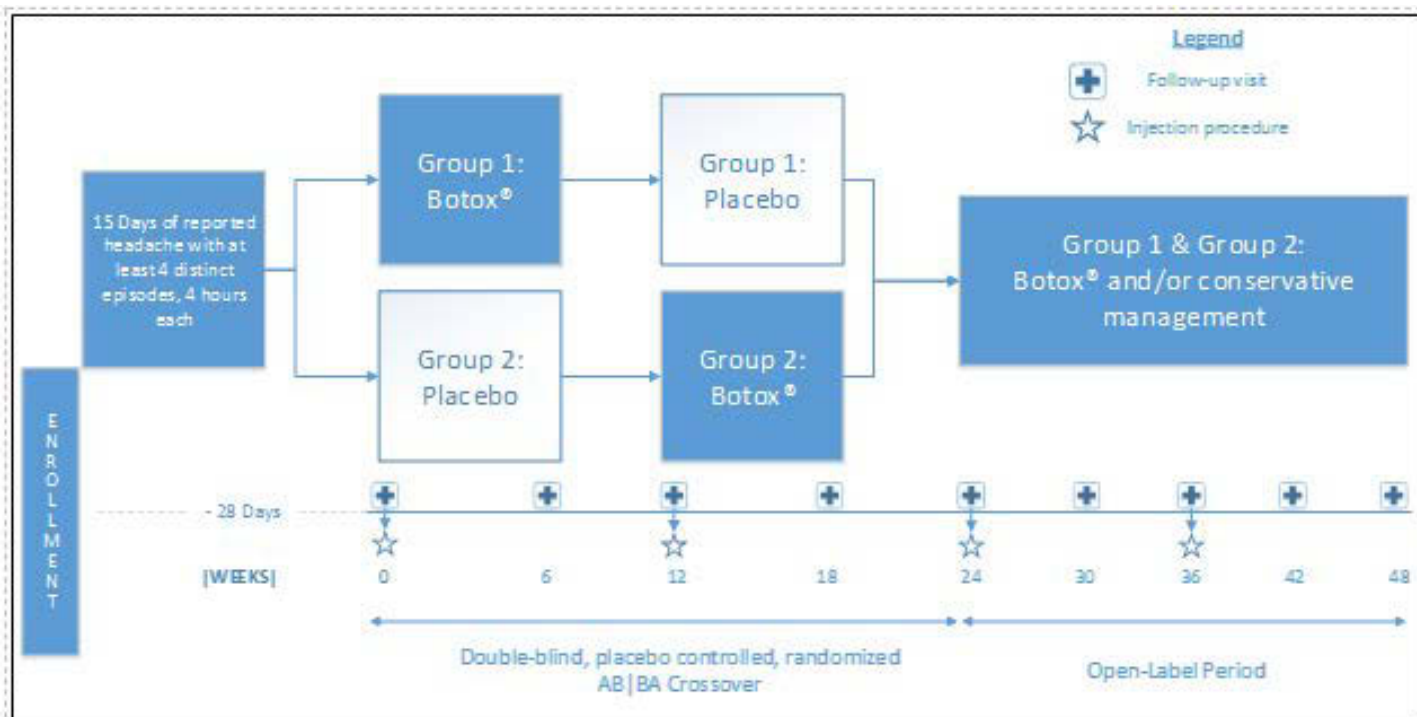 Legend
Follow-up visit
Injection procedure
15 Days of reported
headache with at
least 4 distinct
episodes, 4 hours
each
Group 1:
Botox®
Group 1:
Placebo
Group 2:
Placebo
Group 2:
Botox®
Group 1 & Group 2:
Botox® and/or conservative
management
ENROLLMENT
- 28 Days
|WEEKS|
0 6 12 18 24 30 36 42 48
Double-blind, placebo controlled, randomized
AB|BA Crossover
Open-Label Period